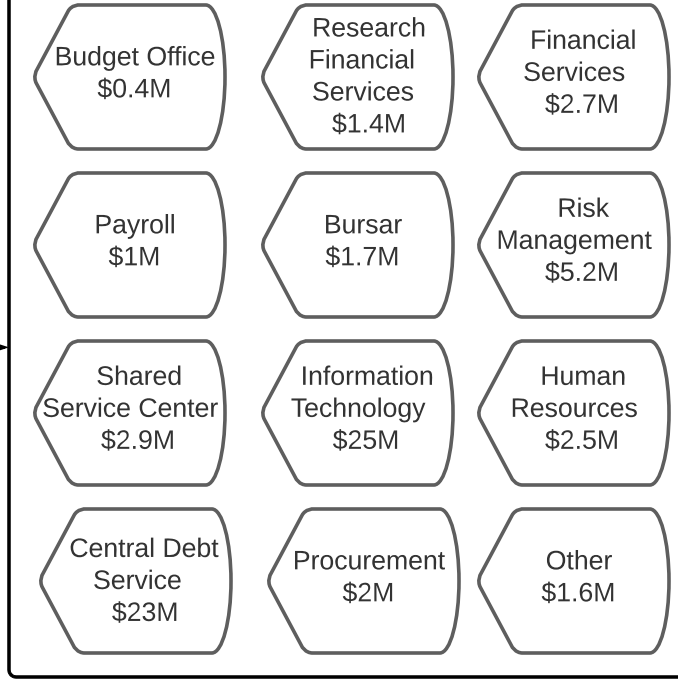 Budget Office
$0.4M
Research
Financial
Services
$1.4M
Financial
Services
$2.7M
Payroll
$1M
Bursar
$1.7M
Risk
Management
$5.2M
Shared
Service Center
$2.9M
Information
Technology
$25M
Human
Resources
$2.5M
Central Debt
Service
$23M
Procurement
$2M
Other
$1.6M